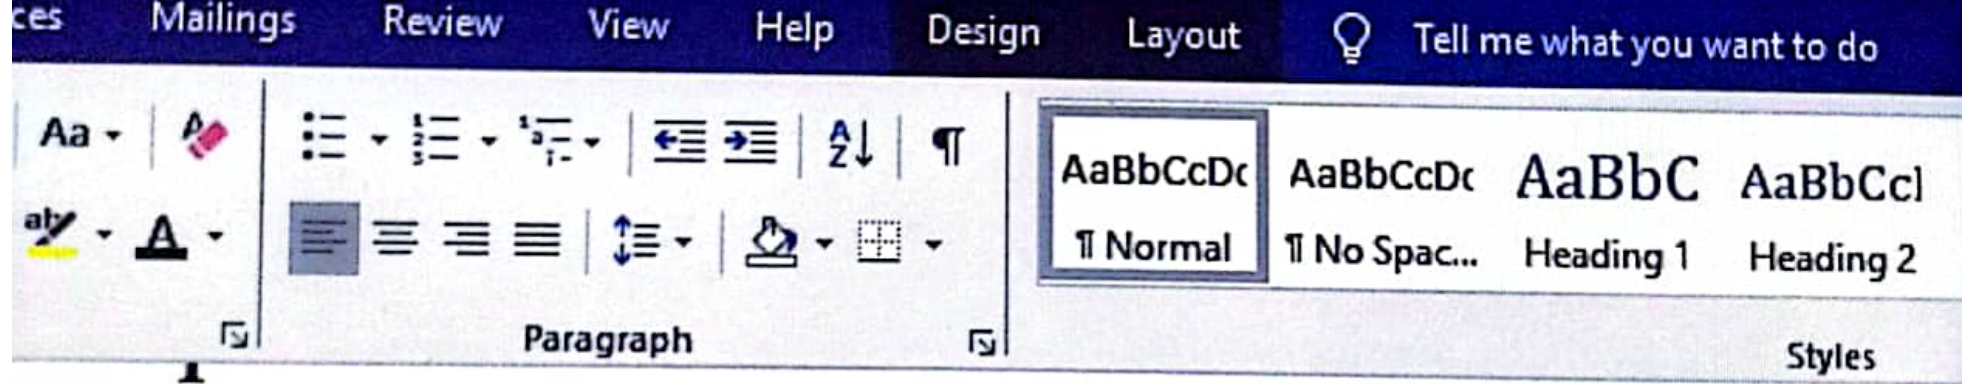 ces Mailings Review View Help Design Layout Tell me what you want to do
Aa A A Z ¶ AaBbCcDc AaBbCcDc AaBbC AaBbCcl
ab A ¶ Normal ¶ No Spac... Heading 1 Heading 2
Paragraph Styles